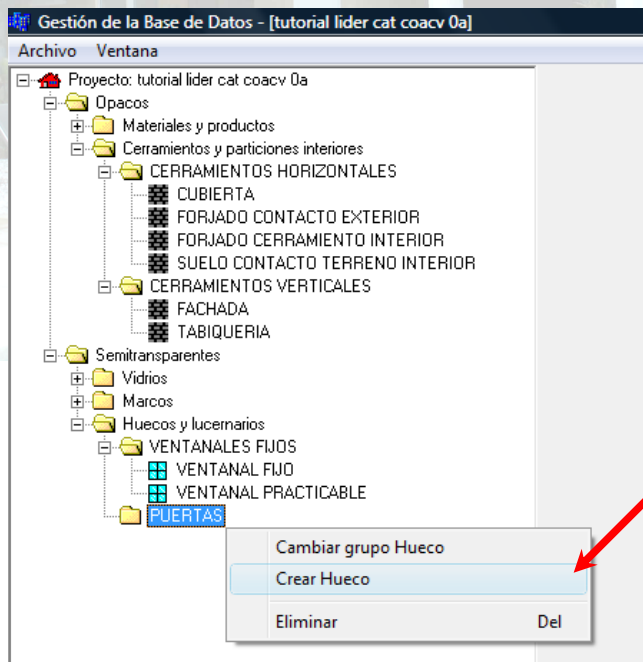 Gestión de la Base de Datos - [tutorial lider cat coacv 0a]
Archivo Ventana
Proyecto: tutorial lider cat coacv 0a
Opacos
Materiales y productos
Cerramientos y particiones interiores
CERRAMIENTOS HORIZONTALES
CUBIERTA
FORJADO CONTACTO EXTERIOR
FORJADO CERRAMIENTO INTERIOR
SUELO CONTACTO TERRENO INTERIOR
CERRAMIENTOS VERTICALES
FACHADA
TABIQUERIA
Semitransparentes
Vidrios
Marcos
Huecos y lucernarios
VENTANALES FIJOS
VENTANAL FIJO
VENTANAL PRACTICABLE
PUERTAS
Cambiar grupo Hueco
Crear Hueco
Eliminar Del